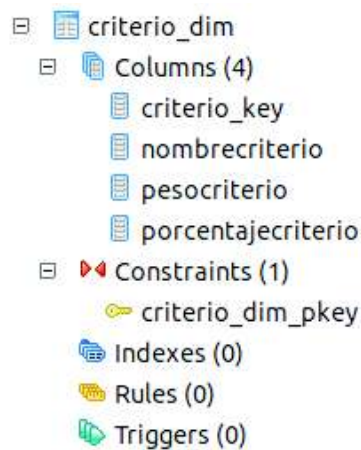 criterio_dim
Columns (4)
criterio_key
nombrecriterio
pesocriterio
porcentajecriterio
Constraints (1)
criterio_dim_pkey
Indexes (0)
Rules (0)
Triggers (0)